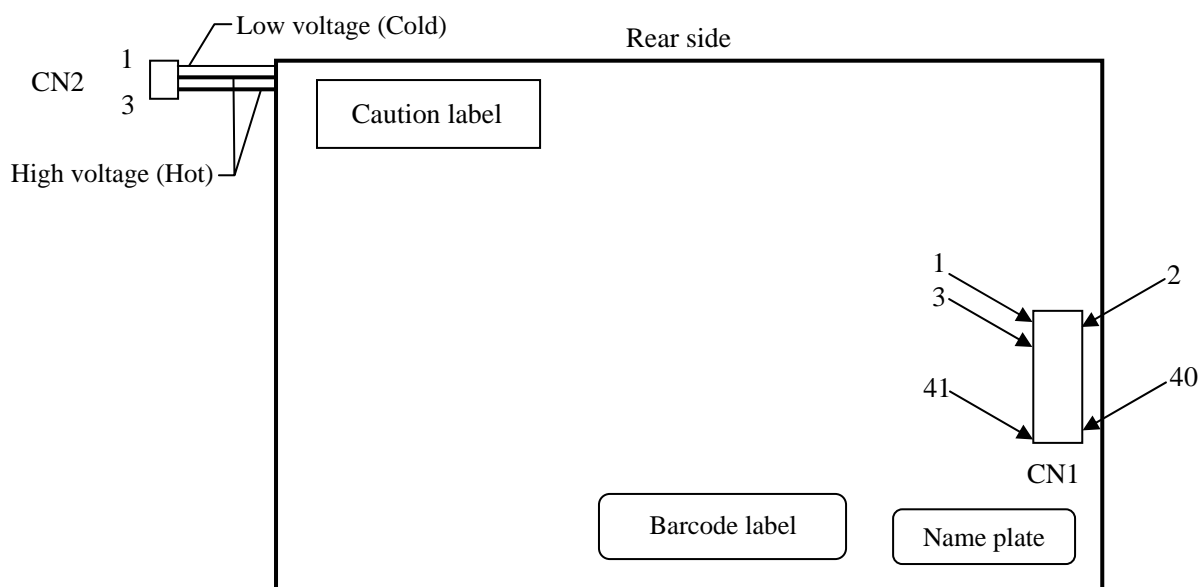 Low voltage (Cold)
Rear side
1
CN2
3
Caution label
High voltage (Hot)
1
2
3
41
40
CN1
Barcode label
Name plate